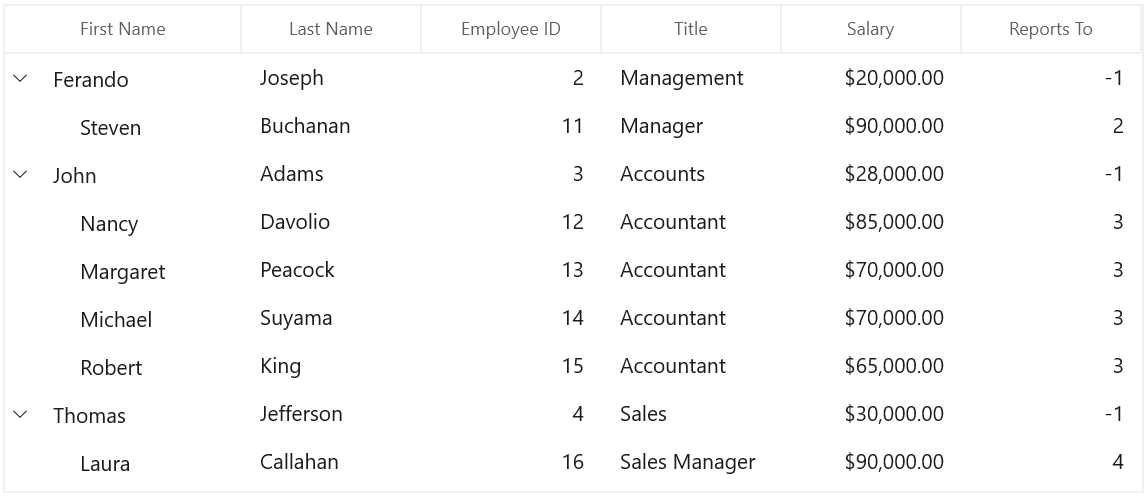 First Name Last Name Employee ID Title Salary Reports To
Ferando Joseph 2 Management $20,000.00 -1
Steven Buchanan 11 Manager $90,000.00 2
John Adams 3 Accounts $28,000.00 -1
Nancy Davolio 12 Accountant $85,000.00 3
Margaret Peacock 13 Accountant $70,000.00 3
Michael Suyama 14 Accountant $70,000.00 3
Robert King 15 Accountant $65,000.00 3
Thomas Jefferson 4 Sales $30,000.00 -1
Laura Callahan 16 Sales Manager $90,000.00 4